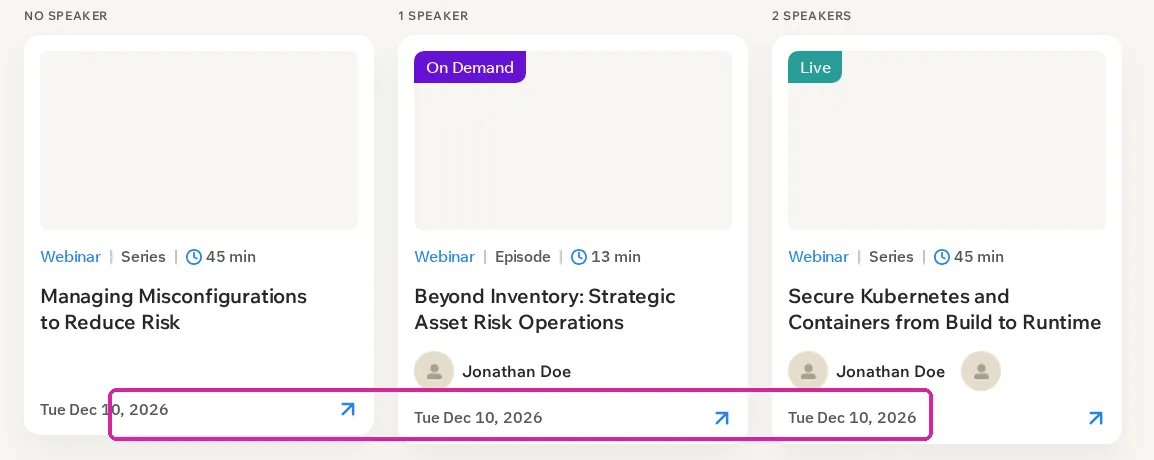 NO SPEAKER
Webinar | Series | 45 min
Managing Misconfigurations
to Reduce Risk
Tue Dec 10, 2026
1 SPEAKER
On Demand
Webinar | Episode | 13 min
Beyond Inventory: Strategic
Asset Risk Operations
Jonathan Doe
Tue Dec 10, 2026
2 SPEAKERS
Live
Webinar | Series | 45 min
Secure Kubernetes and
Containers from Build to Runtime
Jonathan Doe
Tue Dec 10, 2026